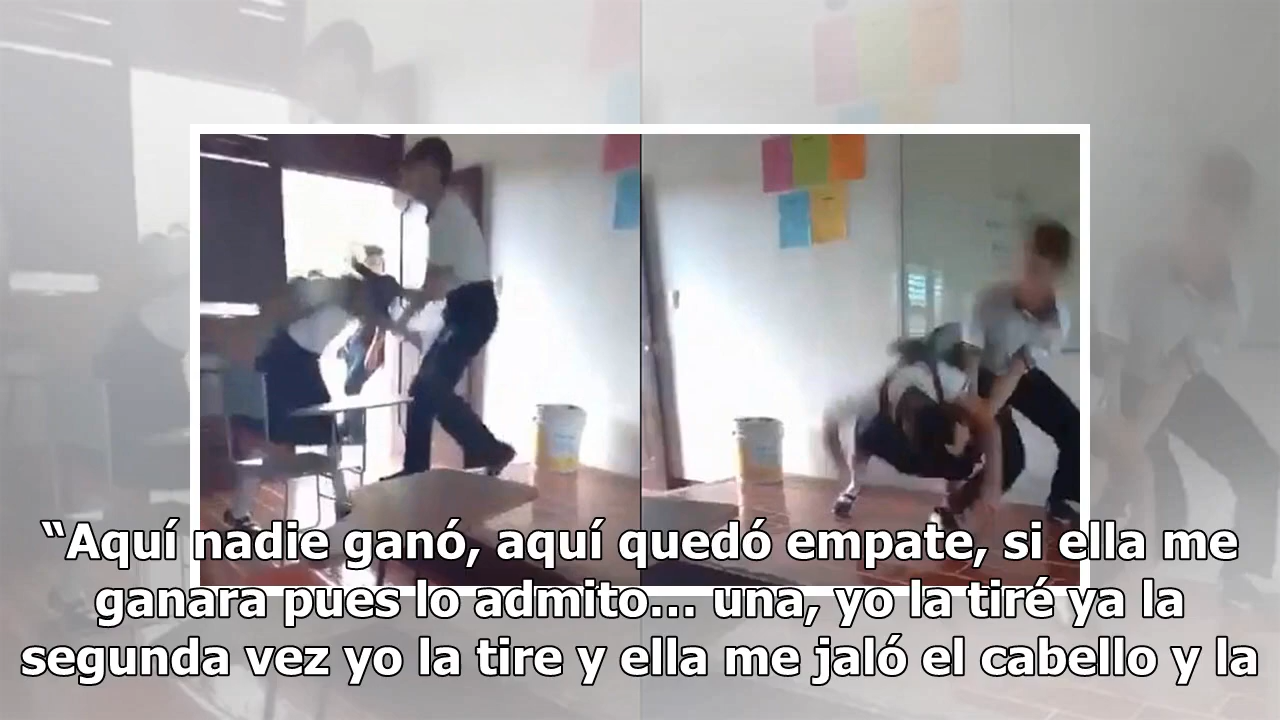 “Aquí nadie ganó, aquí quedó empate, si ella me
ganara pues lo admito... una, yo la tiré ya la
segunda vez yo la tire y ella me jaló el cabello y la